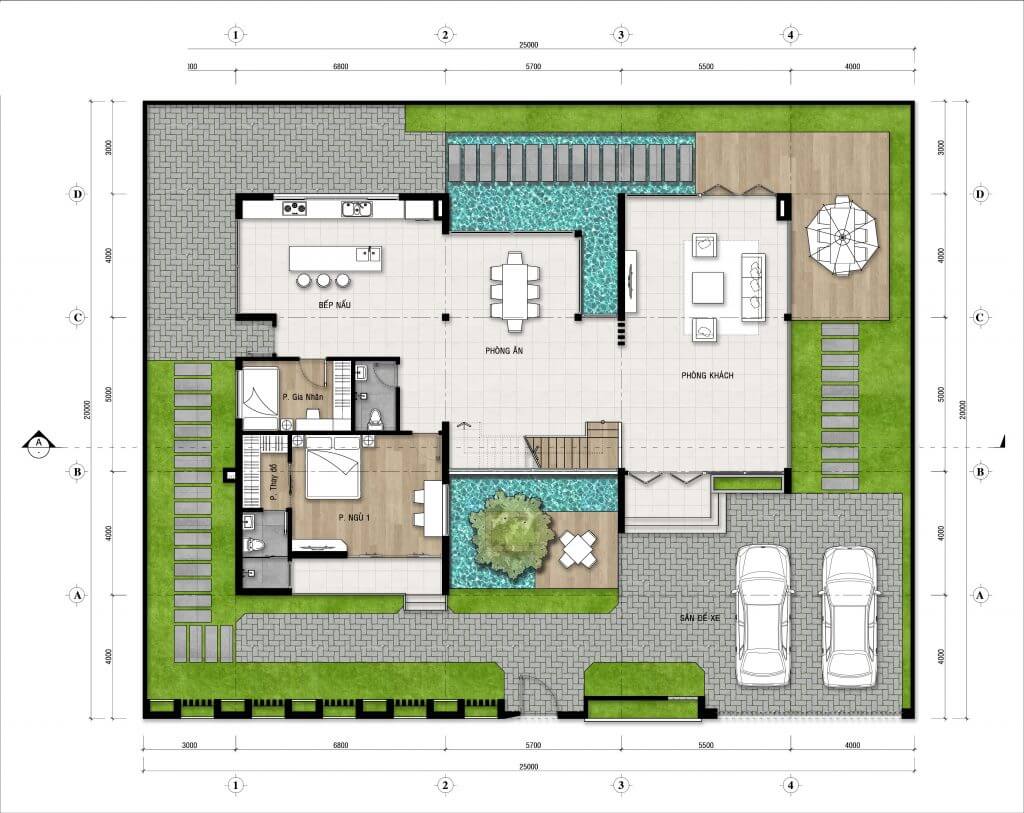 1 2 3 4
25000
000 6800 5700 5500 4000
3000 3000
D D
4000 4000
BẾP NẤU
C C
PHÒNG ĂN
PHÒNG KHÁCH
P. Gia Nhân
20000 5000 5000 20000
A
B B
P. Thay đồ
P. NGỦ 1
4000 4000
A A
SÂN ĐỂ XE
4000 4000
3000 6800 5700 5500 4000
25000
1 2 3 4